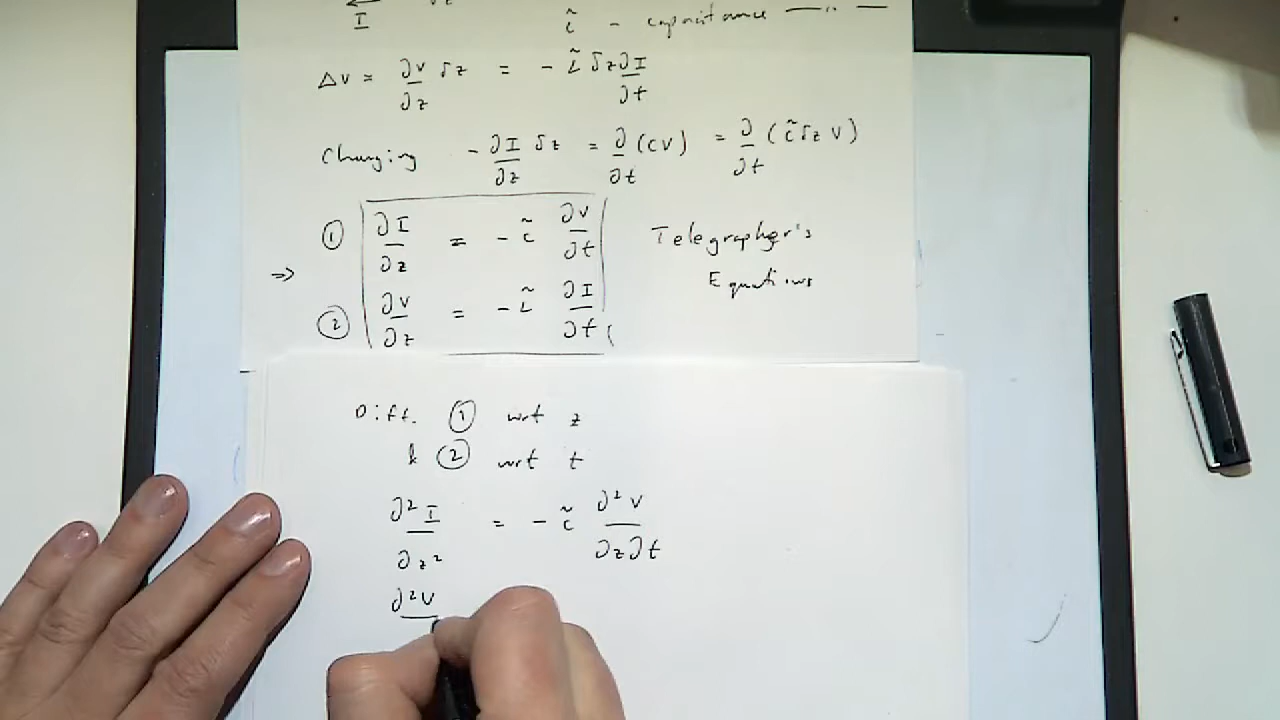 I δz c̃ - capacitance — " —
ΔV = ∂V/∂z δz = - L̃ δz ∂I/∂t
Charging - ∂I/∂z δz = ∂/∂t (CV) = ∂/∂t (c̃ δz V)
① ∂I/∂z = - c̃ ∂V/∂t Telegrapher's
⇒ Equations
② ∂V/∂z = - L̃ ∂I/∂t
Diff. ① wrt z
& ② wrt t
∂²I/∂z² = - c̃ ∂²V/∂z∂t
∂²V